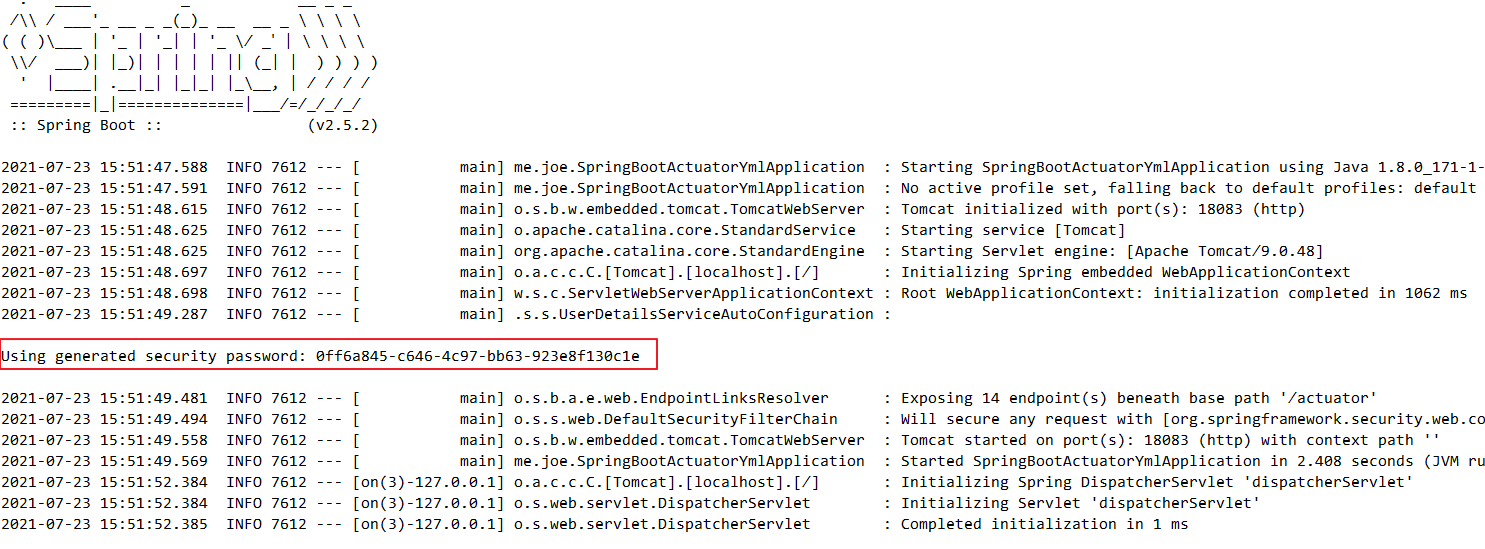 .   ____          _            __ _ _
 /\\ / ___'_ __ _ _(_)_ __  __ _ \ \ \ \
( ( )\___ | '_ | '_| | '_ \/ _` | \ \ \ \
 \\/  ___)| |_)| | | | | || (_| |  ) ) ) )
  '  |____| .__|_| |_|_| |_\__, | / / / /
 =========|_|==============|___/=/_/_/_/
 :: Spring Boot ::                (v2.5.2)
2021-07-23 15:51:47.588  INFO 7612 --- [           main] me.joe.SpringBootActuatorYmlApplication  : Starting SpringBootActuatorYmlApplication using Java 1.8.0_171-1-
2021-07-23 15:51:47.591  INFO 7612 --- [           main] me.joe.SpringBootActuatorYmlApplication  : No active profile set, falling back to default profiles: default
2021-07-23 15:51:48.615  INFO 7612 --- [           main] o.s.b.w.embedded.tomcat.TomcatWebServer  : Tomcat initialized with port(s): 18083 (http)
2021-07-23 15:51:48.625  INFO 7612 --- [           main] o.apache.catalina.core.StandardService   : Starting service [Tomcat]
2021-07-23 15:51:48.625  INFO 7612 --- [           main] org.apache.catalina.core.StandardEngine  : Starting Servlet engine: [Apache Tomcat/9.0.48]
2021-07-23 15:51:48.697  INFO 7612 --- [           main] o.a.c.c.C.[Tomcat].[localhost].[/]       : Initializing Spring embedded WebApplicationContext
2021-07-23 15:51:48.698  INFO 7612 --- [           main] w.s.c.ServletWebServerApplicationContext : Root WebApplicationContext: initialization completed in 1062 ms
2021-07-23 15:51:49.287  INFO 7612 --- [           main] .s.s.UserDetailsServiceAutoConfiguration :
Using generated security password: 0ff6a845-c646-4c97-bb63-923e8f130c1e
2021-07-23 15:51:49.481  INFO 7612 --- [           main] o.s.b.a.e.web.EndpointLinksResolver      : Exposing 14 endpoint(s) beneath base path '/actuator'
2021-07-23 15:51:49.494  INFO 7612 --- [           main] o.s.s.web.DefaultSecurityFilterChain     : Will secure any request with [org.springframework.security.web.co
2021-07-23 15:51:49.558  INFO 7612 --- [           main] o.s.b.w.embedded.tomcat.TomcatWebServer  : Tomcat started on port(s): 18083 (http) with context path ''
2021-07-23 15:51:49.569  INFO 7612 --- [           main] me.joe.SpringBootActuatorYmlApplication  : Started SpringBootActuatorYmlApplication in 2.408 seconds (JVM ru
2021-07-23 15:51:52.384  INFO 7612 --- [on(3)-127.0.0.1] o.a.c.c.C.[Tomcat].[localhost].[/]       : Initializing Spring DispatcherServlet 'dispatcherServlet'
2021-07-23 15:51:52.384  INFO 7612 --- [on(3)-127.0.0.1] o.s.web.servlet.DispatcherServlet        : Initializing Servlet 'dispatcherServlet'
2021-07-23 15:51:52.385  INFO 7612 --- [on(3)-127.0.0.1] o.s.web.servlet.DispatcherServlet        : Completed initialization in 1 ms